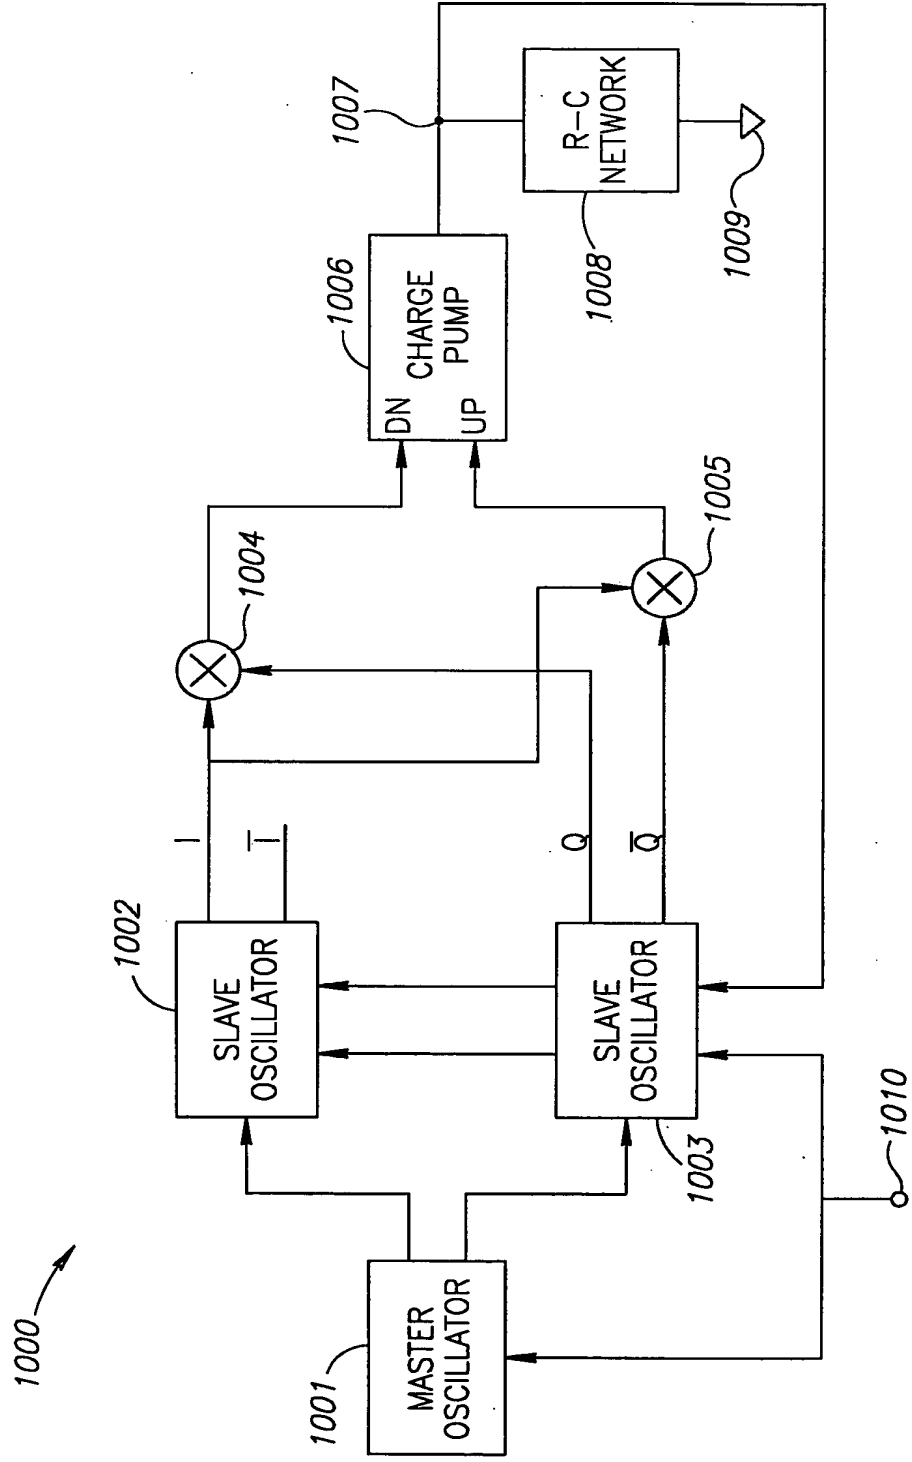 1000
1001
MASTER
OSCILLATOR
1002
SLAVE
OSCILLATOR
I
I̅
1003
SLAVE
OSCILLATOR
Q
Q̅
1004
1005
1006
DN
UP
CHARGE
PUMP
1007
R-C
NETWORK
1008
1009
1010